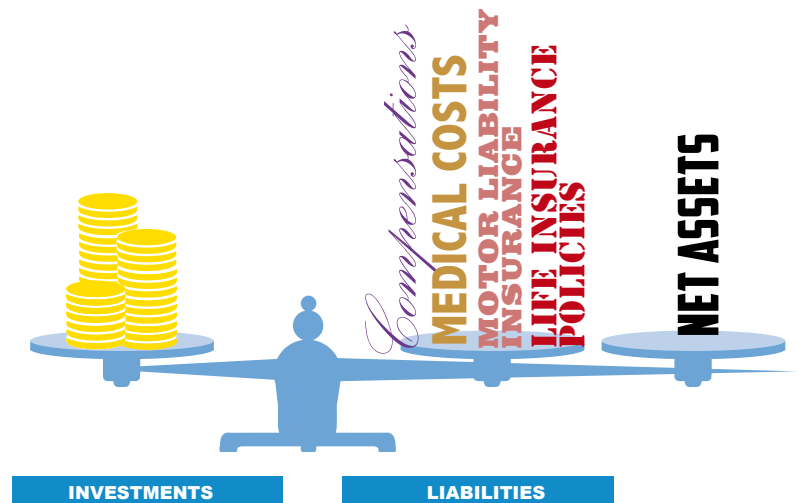 Compensations
MEDICAL COSTS
MOTOR LIABILITY
INSURANCE
LIFE INSURANCE
POLICIES
NET ASSETS
INVESTMENTS
LIABILITIES